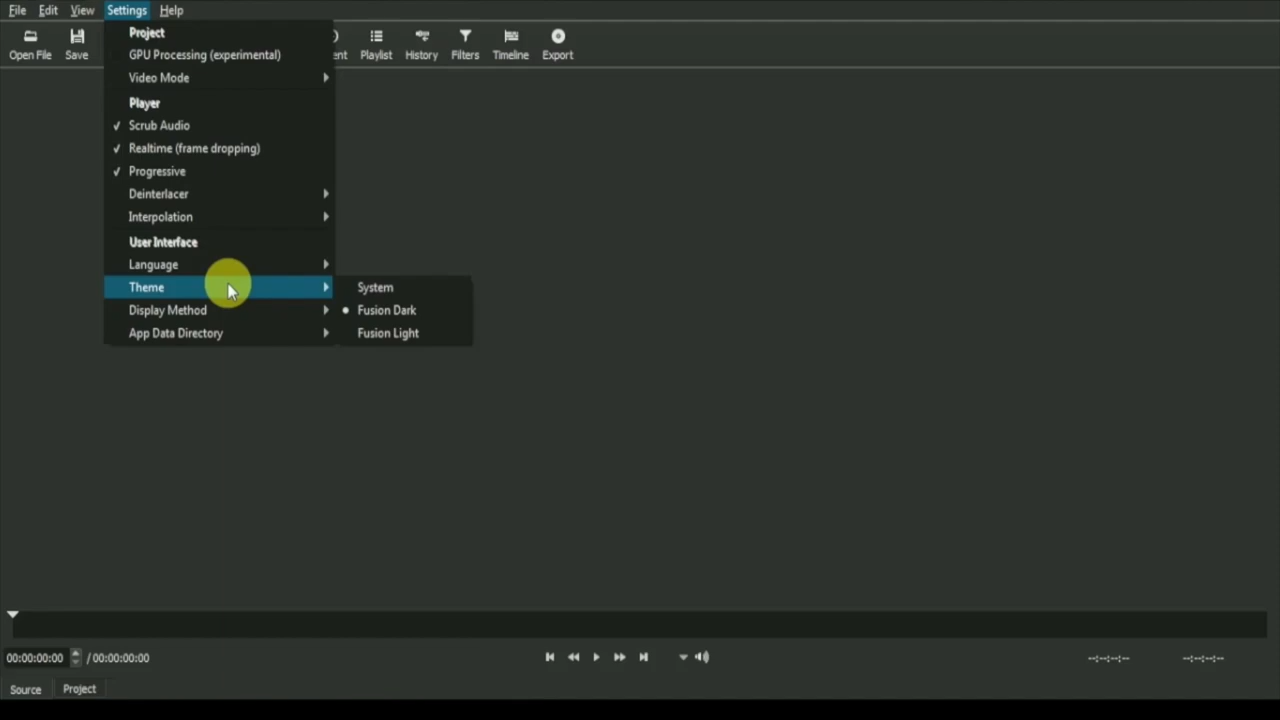 File Edit View Settings Help
Open File Save Playlist History Filters Timeline Export
Project
GPU Processing (experimental)
Video Mode
Player
Scrub Audio
Realtime (frame dropping)
Progressive
Deinterlacer
Interpolation
User Interface
Language
Theme
Display Method
App Data Directory
System
Fusion Dark
Fusion Light
00:00:00:00 / 00:00:00:00 --:--:--:-- --:--:--:--
Source Project